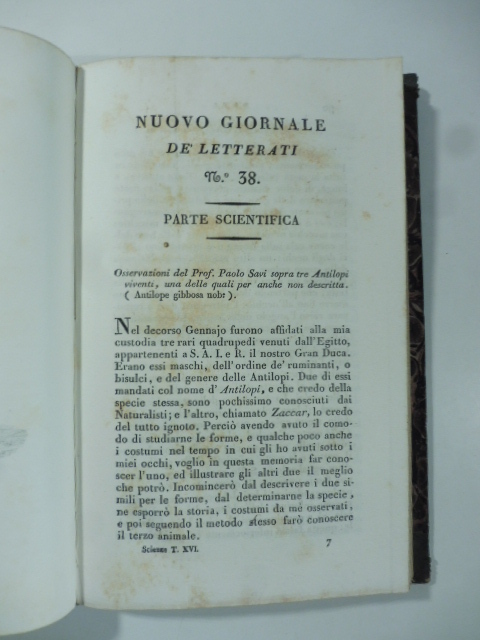 NUOVO GIORNALE
DE' LETTERATI
N.° 38.
PARTE SCIENTIFICA
Osservazioni del Prof. Paolo Savi sopra tre Antilopi
viventi, una delle quali per anche non descritta.
( Antilope gibbosa nob: ).
Nel decorso Gennajo furono affidati alla mia
custodia tre rari quadrupedi venuti dall'Egitto,
appartenenti a S. A. I. e R. il nostro Gran Duca.
Erano essi maschi, dell'ordine de' ruminanti, o
bisulci, e del genere delle Antilopi. Due di essi
mandati col nome d' Antilopi, e che credo della
specie stessa, sono pochissimo conosciuti dai
Naturalisti; e l'altro, chiamato Zaccar, lo credo
del tutto ignoto. Perciò avendo avuto il como-
do di studiarne le forme, e qualche poco anche
i costumi nel tempo in cui gli ho avuti sotto i
miei occhi, voglio in questa memoria far cono-
scer l'uno, ed illustrare gli altri due il meglio
che potrò. Incomincerò dal descrivere i due si-
mili per le forme, dal determinarne la specie,
ne esporrò la storia, i costumi da me osservati,
e poi seguendo il metodo stesso farò conoscere
il terzo animale.
Scienze T. XVI. 7